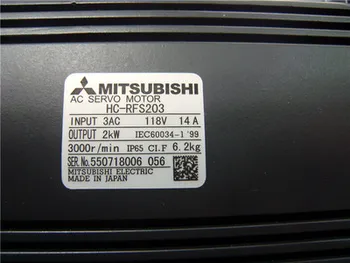 MITSUBISHI
AC SERVO MOTOR
HC-RFS203
INPUT 3AC 118V 14A
OUTPUT 2kW IEC60034-1 '99
3000r/min IP65 CI.F 6.2kg
SER.No.550718006 056
MITSUBISHI ELECTRIC
MADE IN JAPAN